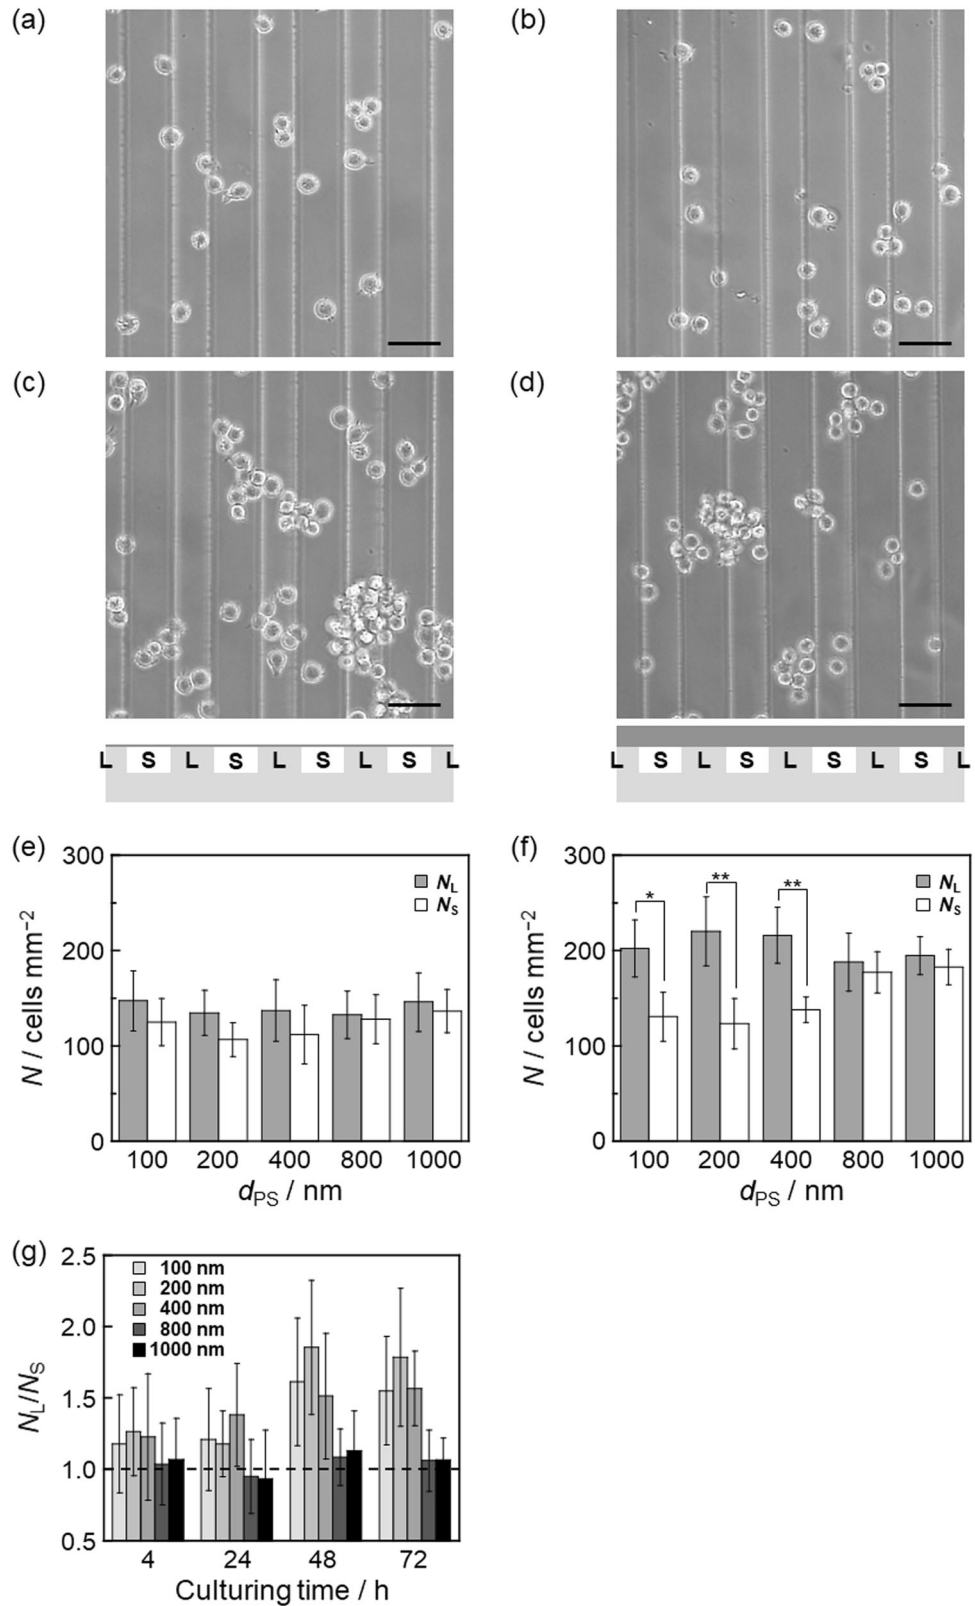 (a)
(b)
(c)
(d)
L S L S L S L S L
L S L S L S L S L
(e)
300
200
100
0
N / cells mm⁻²
N_L
N_S
100 200 400 800 1000
d_PS / nm
(f)
300
200
100
0
N / cells mm⁻²
N_L
N_S
*
**
**
100 200 400 800 1000
d_PS / nm
(g)
2.5
2.0
1.5
1.0
0.5
N_L/N_S
100 nm
200 nm
400 nm
800 nm
1000 nm
4 24 48 72
Culturing time / h